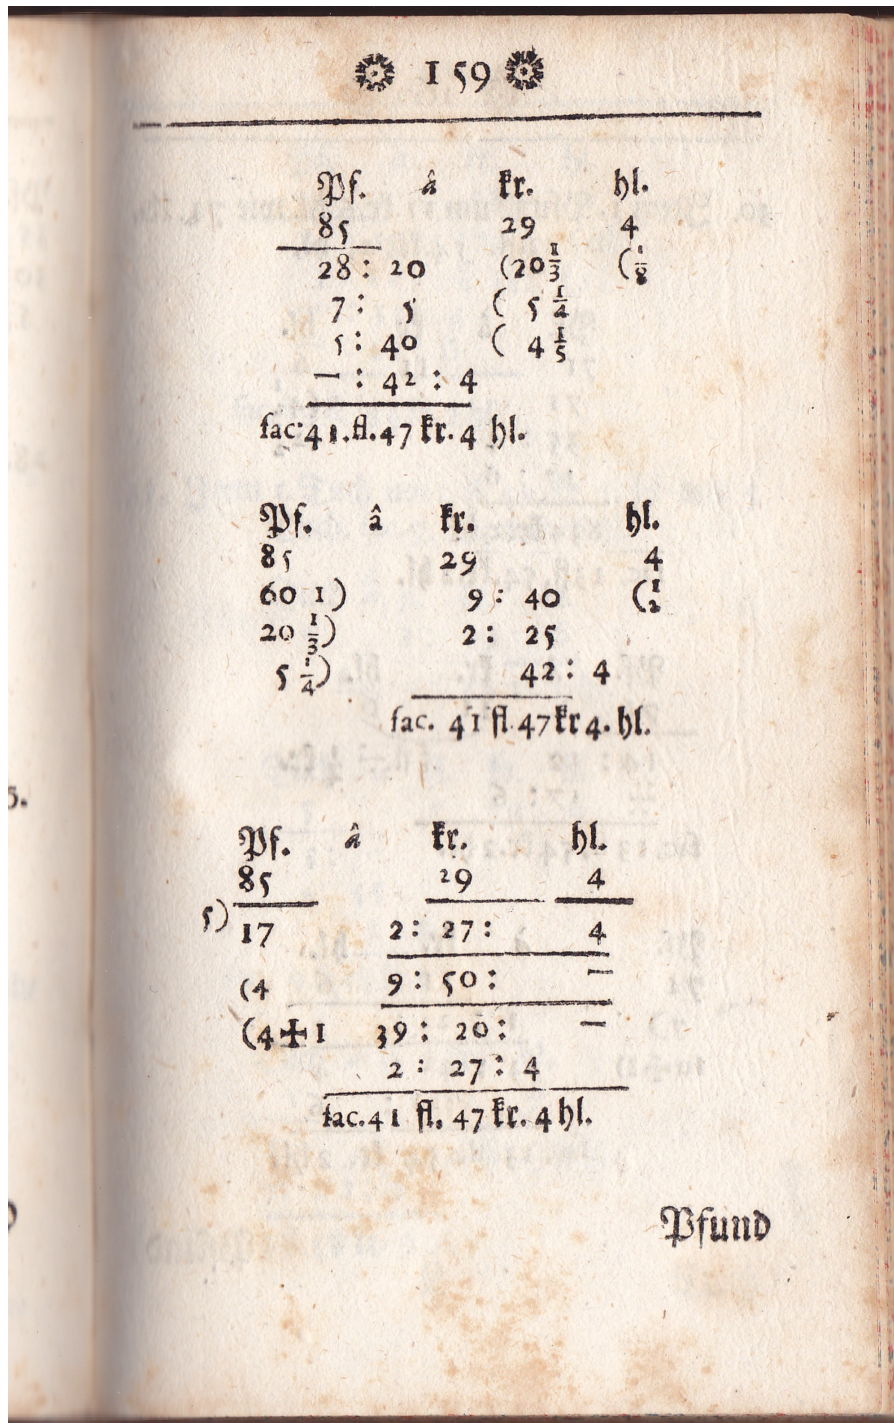 159
Pf. â kr. hl.
85 29 4
28 : 20 (20 1/3 (1/8
7 : 5 ( 5 1/4
5 : 40 ( 4 1/5
— : 42 : 4
fac. 41. fl. 47 kr. 4 hl.
Pf. â kr. hl.
85 29 4
60 1) 9 : 40 (1/2
20 1/3) 2 : 25
5 1/4) 42 : 4
fac. 41 fl 47 kr 4. hl.
Pf. â kr. hl.
85 29 4
5) 17 2 : 27 : 4
(4 9 : 50 : —
(4 ✠ 1 39 : 20 : —
2 : 27 : 4
fac. 41 fl. 47 kr. 4 hl.
Pfund